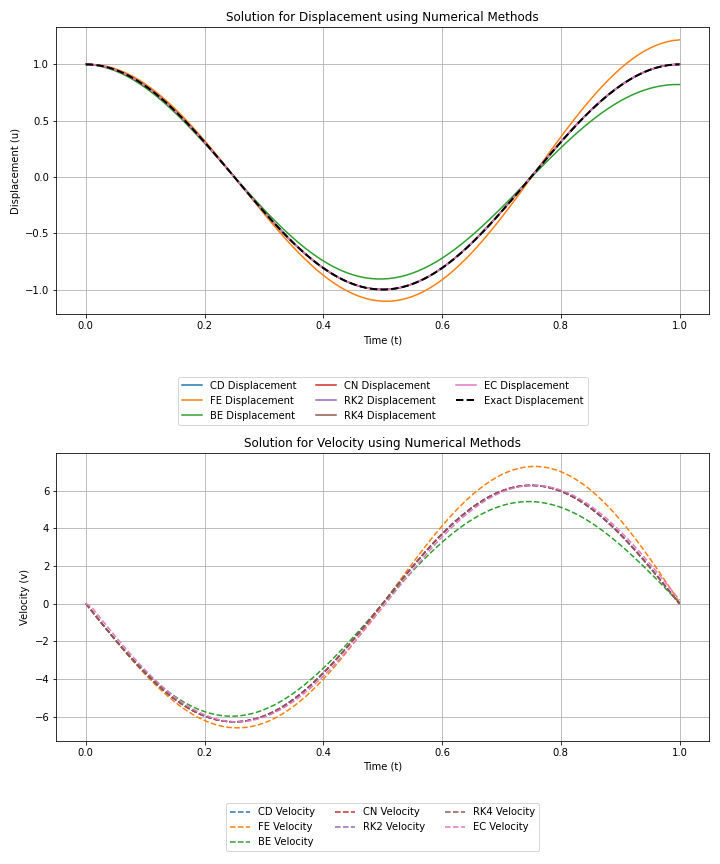 Solution for Displacement using Numerical Methods
Displacement (u)
1.0
0.5
0.0
−0.5
−1.0
0.0 0.2 0.4 0.6 0.8 1.0
Time (t)
CD Displacement CN Displacement EC Displacement
FE Displacement RK2 Displacement Exact Displacement
BE Displacement RK4 Displacement
Solution for Velocity using Numerical Methods
Velocity (v)
6
4
2
0
−2
−4
−6
0.0 0.2 0.4 0.6 0.8 1.0
Time (t)
CD Velocity CN Velocity RK4 Velocity
FE Velocity RK2 Velocity EC Velocity
BE Velocity